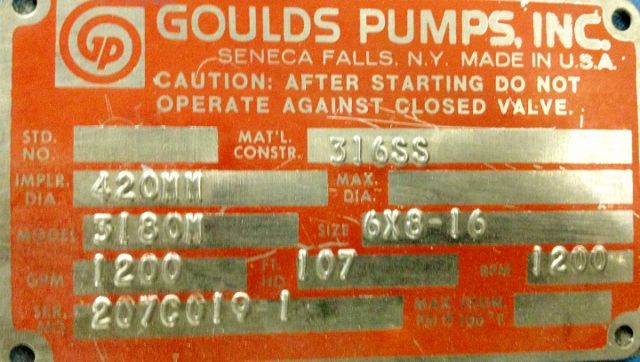 GP GOULDS PUMPS, INC.
SENECA FALLS, N.Y. MADE IN U.S.A.
CAUTION: AFTER STARTING DO NOT
OPERATE AGAINST CLOSED VALVE.
STD. NO. MAT'L. CONSTR. 316SS
IMPLR. DIA. 420MM MAX. DIA.
MODEL 3180M SIZE 6X8-16
GPM 1200 FT. HD 107 RPM 1200
SER. NO. 207C019-1 MAX.